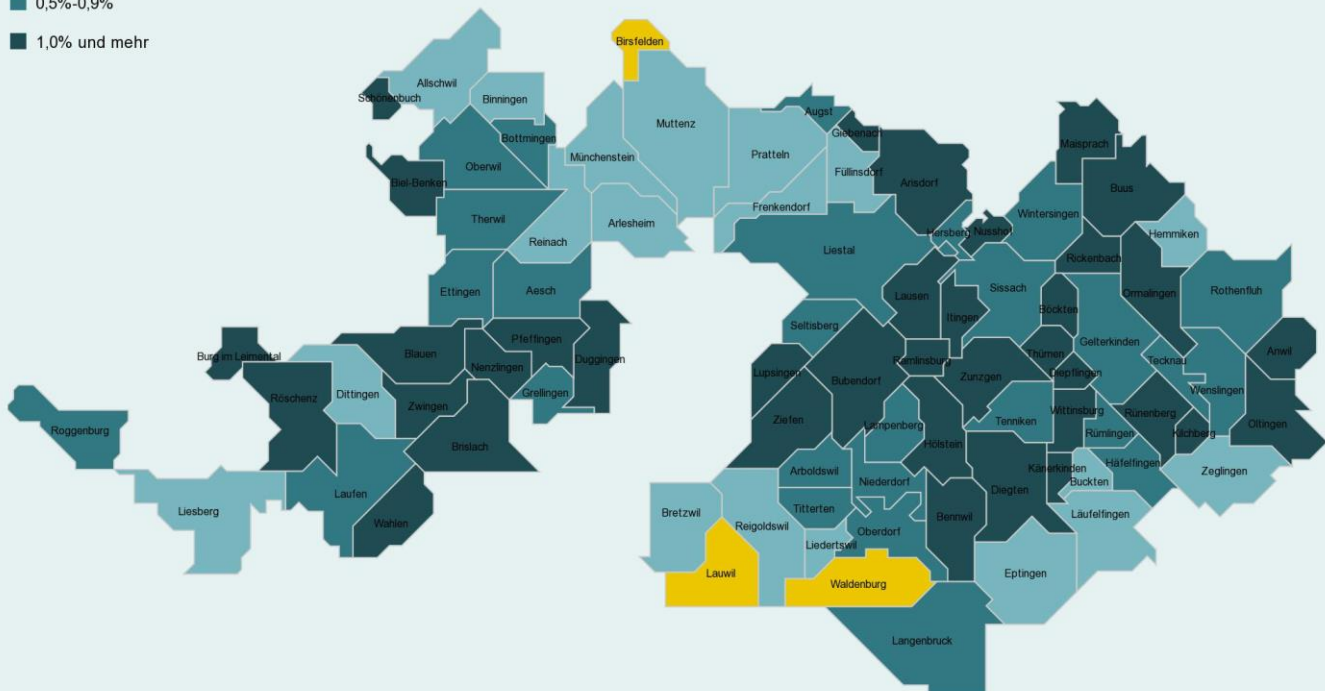 0,5%-0,9%
1,0% und mehr
Birsfelden
Allschwil
Schönenbuch
Binningen
Muttenz
Augst
Bottmingen
Giebenach
Maisprach
Münchenstein
Pratteln
Oberwil
Füllinsdorf
Biel-Benken
Arisdorf
Buus
Frenkendorf
Wintersingen
Therwil
Arlesheim
Hersberg
Nusshof
Hemmiken
Reinach
Liestal
Rickenbach
Ettingen
Aesch
Lausen
Sissach
Ormalingen
Rothenfluh
Böckten
Itingen
Seltisberg
Pfeffingen
Gelterkinden
Burg im Leimental
Blauen
Thürnen
Anwil
Nenzlingen
Duggingen
Ramlinsburg
Tecknau
Lupsingen
Bubendorf
Zunzgen
Diepflingen
Dittingen
Grellingen
Wenslingen
Röschenz
Zwingen
Wittinsburg
Rünenberg
Ziefen
Lampenberg
Tenniken
Oltingen
Roggenburg
Rümlingen
Kilchberg
Brislach
Hölstein
Häfelfingen
Känerkinden
Arboldswil
Zeglingen
Niederdorf
Buckten
Laufen
Diegten
Titterten
Liesberg
Bretzwil
Läufelfingen
Bennwil
Wahlen
Reigoldswil
Oberdorf
Liedertswil
Lauwil
Eptingen
Waldenburg
Langenbruck